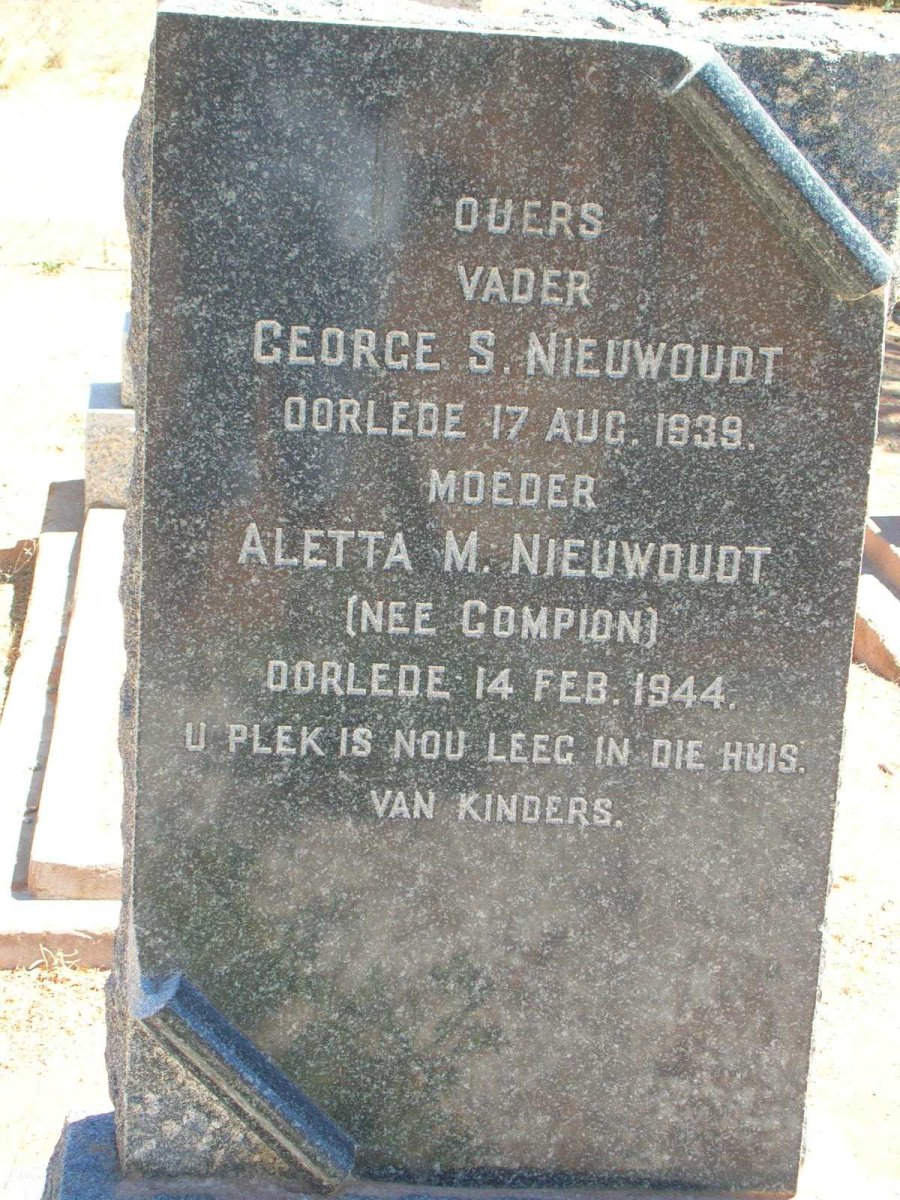 OUERS
VADER
GEORGE S. NIEUWOUDT
OORLEDE 17 AUG. 1939.
MOEDER
ALETTA M. NIEUWOUDT
(NEE COMPION)
OORLEDE 14 FEB. 1944.
U PLEK IS NOU LEEG IN DIE HUIS.
VAN KINDERS.